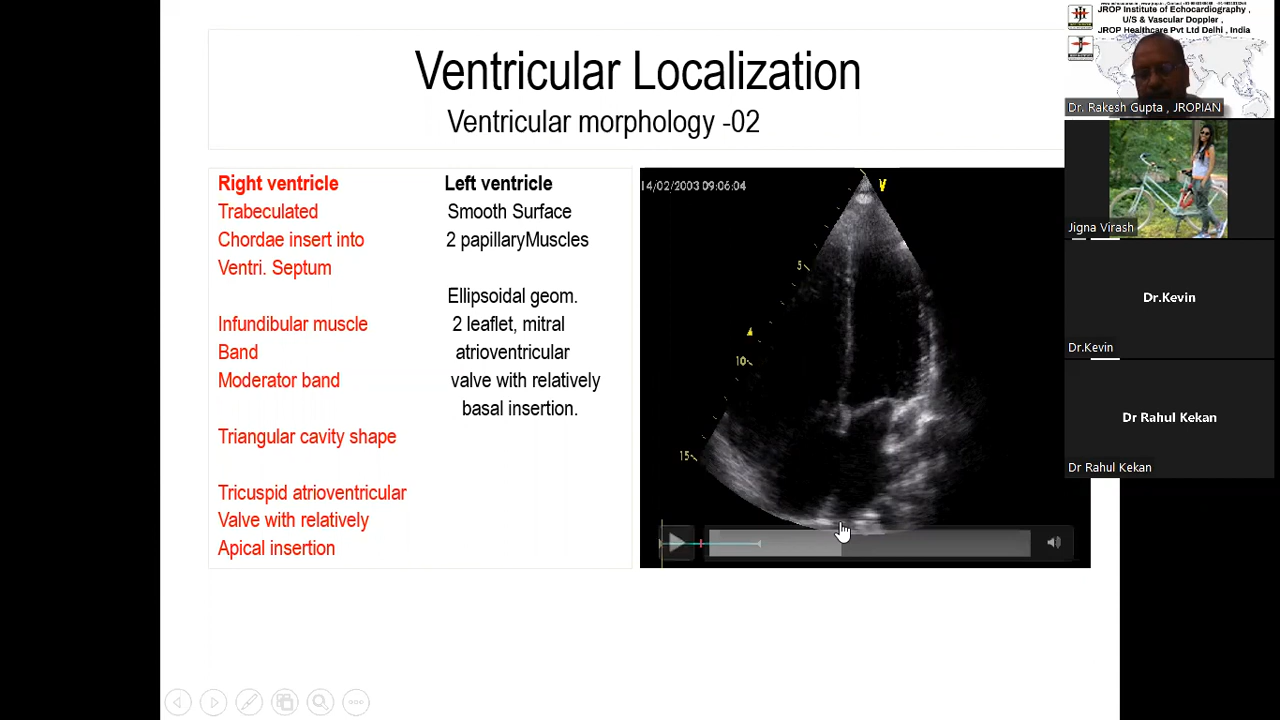 Ventricular Localization
Ventricular morphology -02
Right ventricle
Trabeculated
Chordae insert into
Ventri. Septum
Infundibular muscle
Band
Moderator band
Triangular cavity shape
Tricuspid atrioventricular
Valve with relatively
Apical insertion
Left ventricle
Smooth Surface
2 papillaryMuscles
Ellipsoidal geom.
2 leaflet, mitral
atrioventricular
valve with relatively
basal insertion.
14/02/2003 09:06:04
V
5
10
15
JROP Institute of Echocardiography ,
U/S & Vascular Doppler ,
JROP Healthcare Pvt Ltd Delhi , India
Dr. Rakesh Gupta , JROPIAN
Jigna Virash
Dr.Kevin
Dr.Kevin
Dr Rahul Kekan
Dr Rahul Kekan